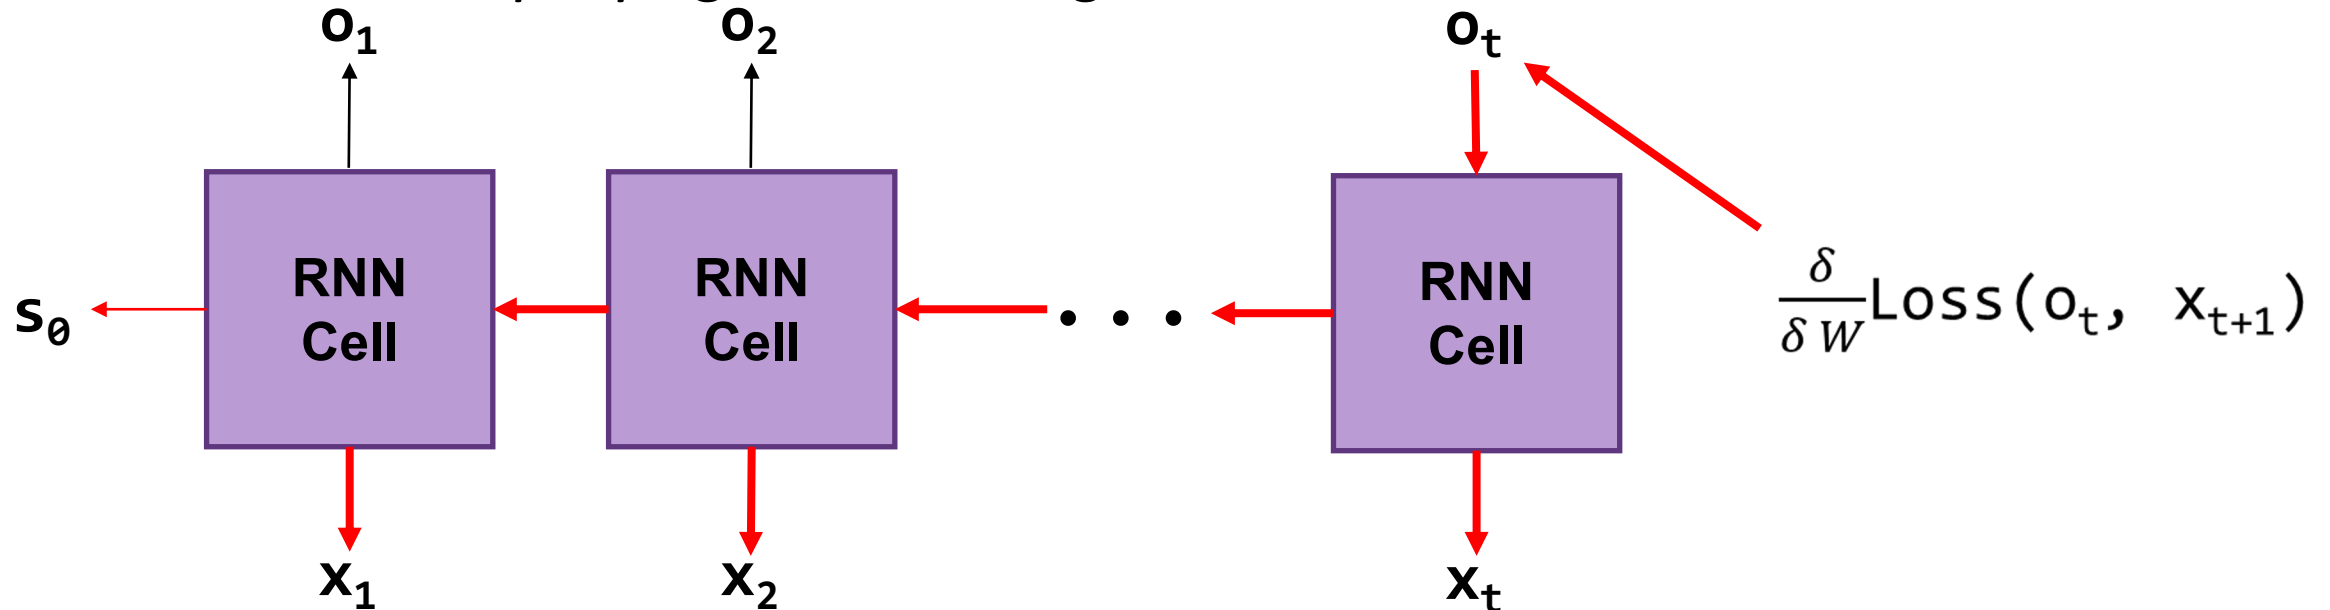 o₁ o₂ oₜ
RNN Cell
RNN Cell
. . .
RNN Cell
s₀
δ/δW Loss(oₜ, xₜ₊₁)
x₁ x₂ xₜ